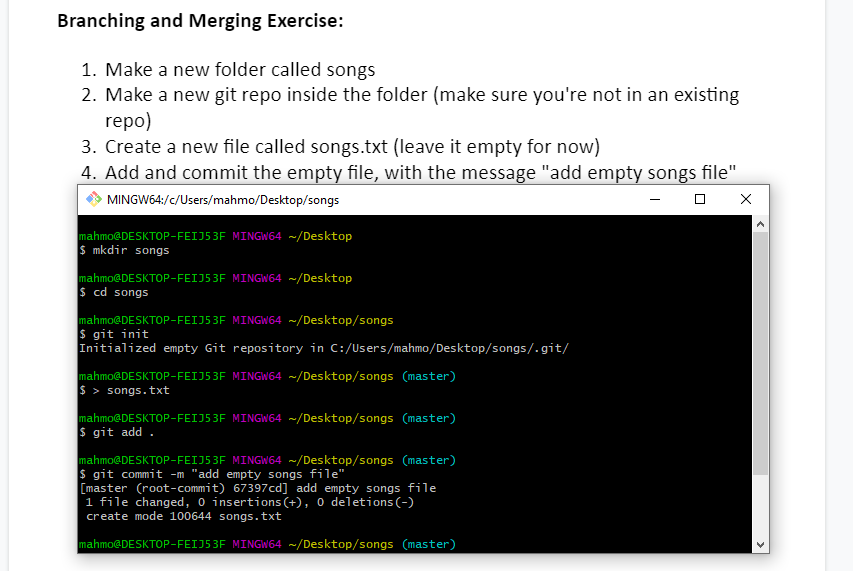 Branching and Merging Exercise:
1. Make a new folder called songs
2. Make a new git repo inside the folder (make sure you're not in an existing
repo)
3. Create a new file called songs.txt (leave it empty for now)
4. Add and commit the empty file, with the message "add empty songs file"
MINGW64:/c/Users/mahmo/Desktop/songs
mahmo@DESKTOP-FEIJ53F MINGW64 ~/Desktop
$ mkdir songs
mahmo@DESKTOP-FEIJ53F MINGW64 ~/Desktop
$ cd songs
mahmo@DESKTOP-FEIJ53F MINGW64 ~/Desktop/songs
$ git init
Initialized empty Git repository in C:/Users/mahmo/Desktop/songs/.git/
mahmo@DESKTOP-FEIJ53F MINGW64 ~/Desktop/songs (master)
$ > songs.txt
mahmo@DESKTOP-FEIJ53F MINGW64 ~/Desktop/songs (master)
$ git add .
mahmo@DESKTOP-FEIJ53F MINGW64 ~/Desktop/songs (master)
$ git commit -m "add empty songs file"
[master (root-commit) 67397cd] add empty songs file
1 file changed, 0 insertions(+), 0 deletions(-)
create mode 100644 songs.txt
mahmo@DESKTOP-FEIJ53F MINGW64 ~/Desktop/songs (master)